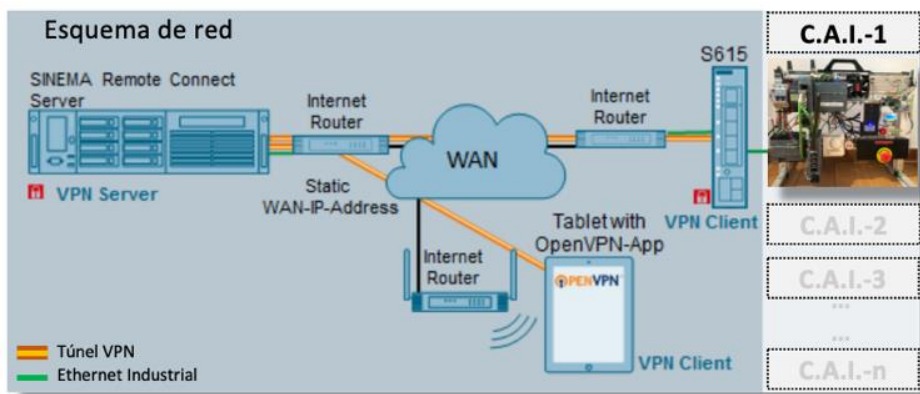 Esquema de red
SINEMA Remote Connect
Server
VPN Server
Internet
Router
Static
WAN-IP-Address
WAN
Internet
Router
Internet
Router
S615
VPN Client
Tablet with
OpenVPN-App
OPENVPN
VPN Client
Túnel VPN
Ethernet Industrial
C.A.I.-1
C.A.I.-2
C.A.I.-3
...
...
C.A.I.-n